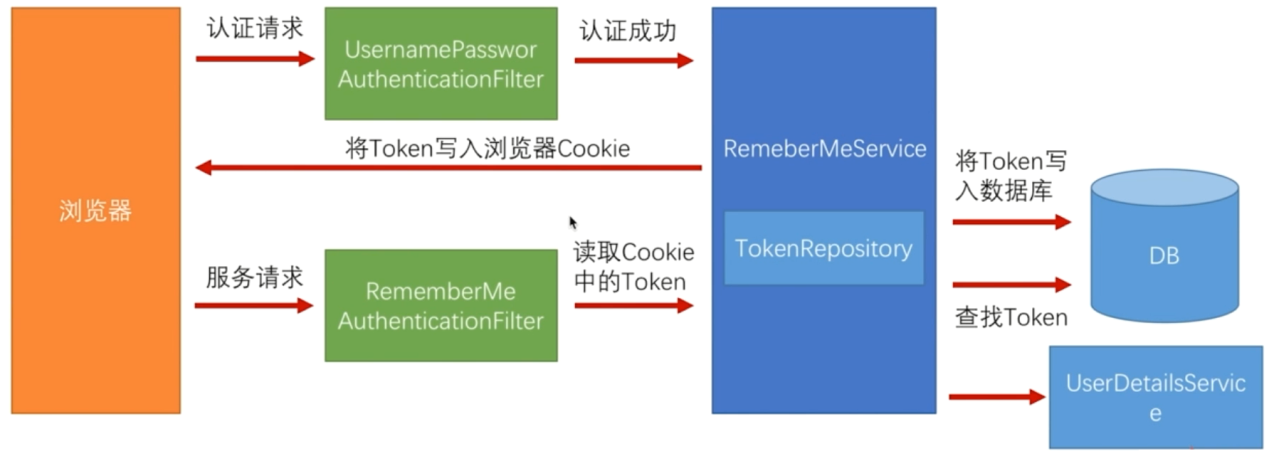 认证请求
UsernamePasswor
AuthenticationFilter
认证成功
将Token写入浏览器Cookie
RemeberMeService
将Token写
入数据库
浏览器
TokenRepository
DB
读取Cookie
中的Token
服务请求
RememberMe
AuthenticationFilter
查找Token
UserDetailsServic
e